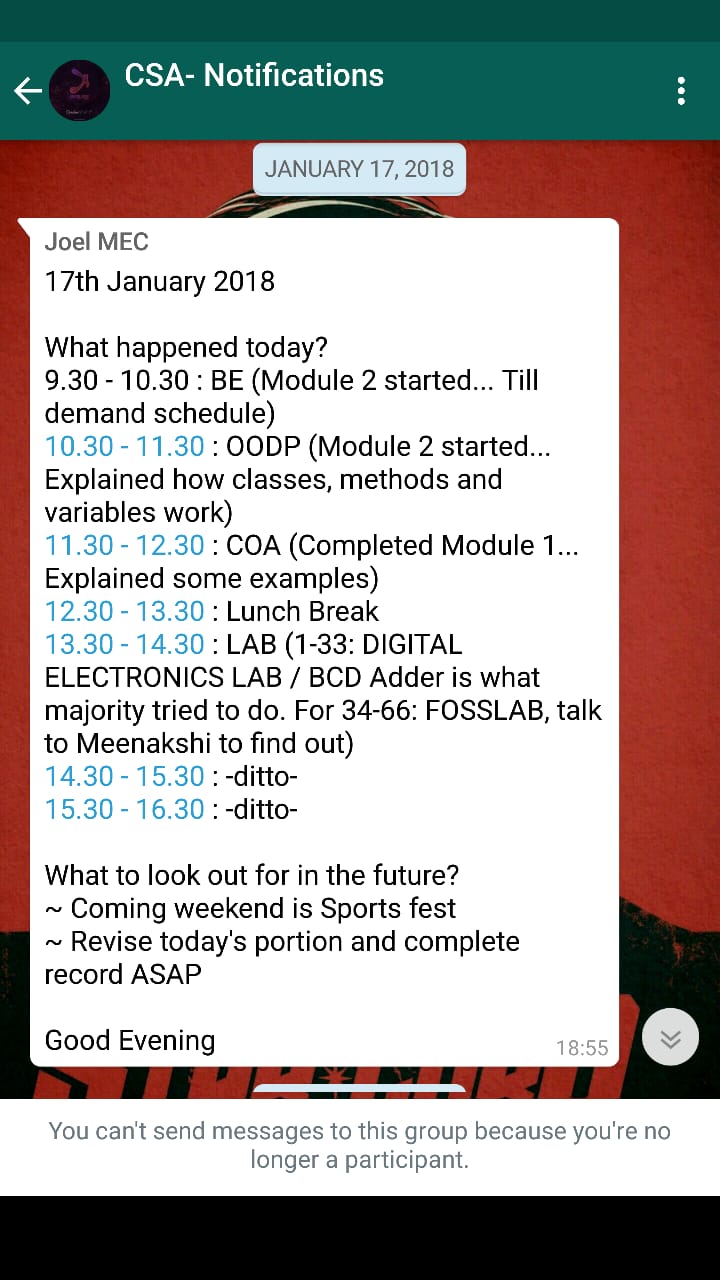 CSA- Notifications
JANUARY 17, 2018
Joel MEC
17th January 2018
What happened today?
9.30 - 10.30 : BE (Module 2 started... Till
demand schedule)
10.30 - 11.30 : OODP (Module 2 started...
Explained how classes, methods and
variables work)
11.30 - 12.30 : COA (Completed Module 1...
Explained some examples)
12.30 - 13.30 : Lunch Break
13.30 - 14.30 : LAB (1-33: DIGITAL
ELECTRONICS LAB / BCD Adder is what
majority tried to do. For 34-66: FOSSLAB, talk
to Meenakshi to find out)
14.30 - 15.30 : -ditto-
15.30 - 16.30 : -ditto-
What to look out for in the future?
~ Coming weekend is Sports fest
~ Revise today's portion and complete
record ASAP
Good Evening
18:55
You can't send messages to this group because you're no
longer a participant.